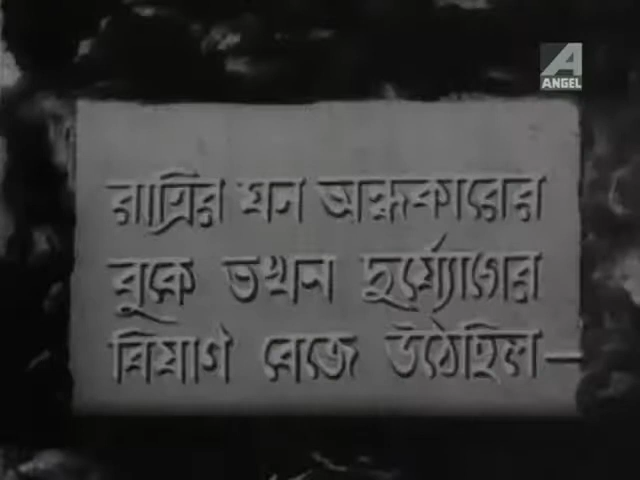 ANGEL
রাত্রির ঘন অন্ধকারের
বুকে তখন দুর্য্যোগের
বিষাণ বেজে উঠেছিল—